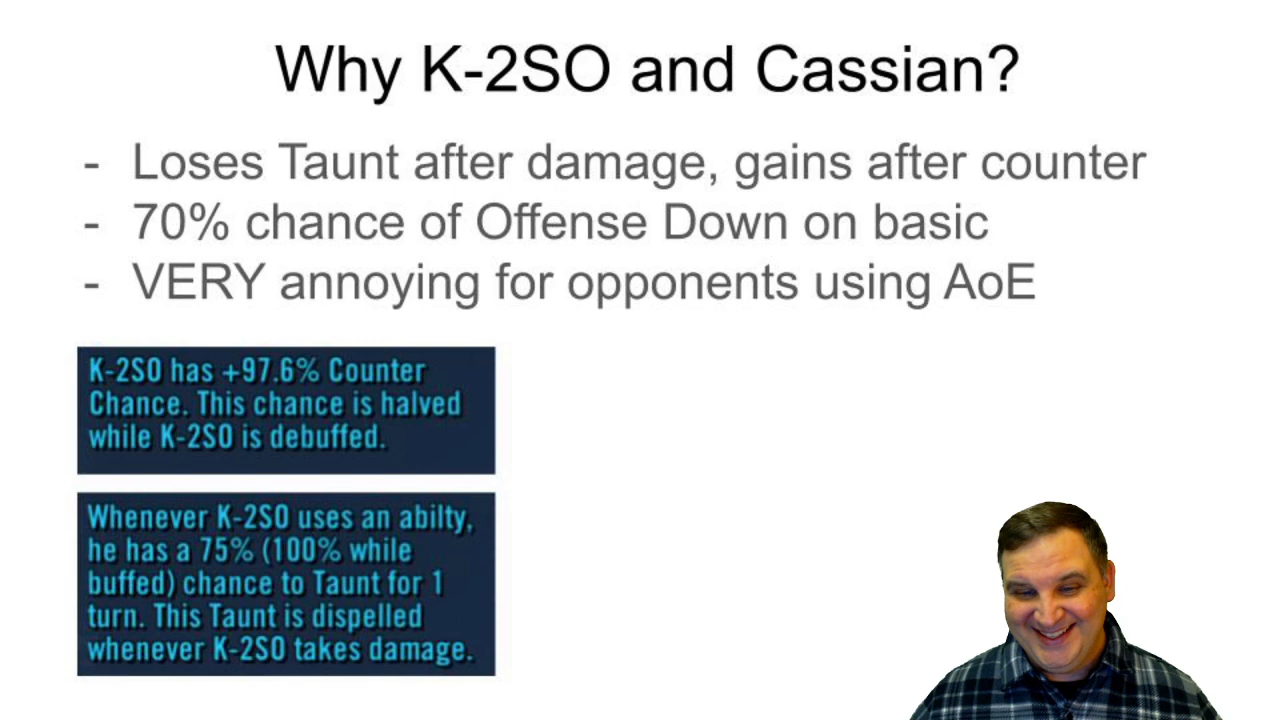 Why K-2SO and Cassian?
- Loses Taunt after damage, gains after counter
- 70% chance of Offense Down on basic
- VERY annoying for opponents using AoE
K-2SO has +97.6% Counter
Chance. This chance is halved
while K-2SO is debuffed.
Whenever K-2SO uses an abilty,
he has a 75% (100% while
buffed) chance to Taunt for 1
turn. This Taunt is dispelled
whenever K-2SO takes damage.